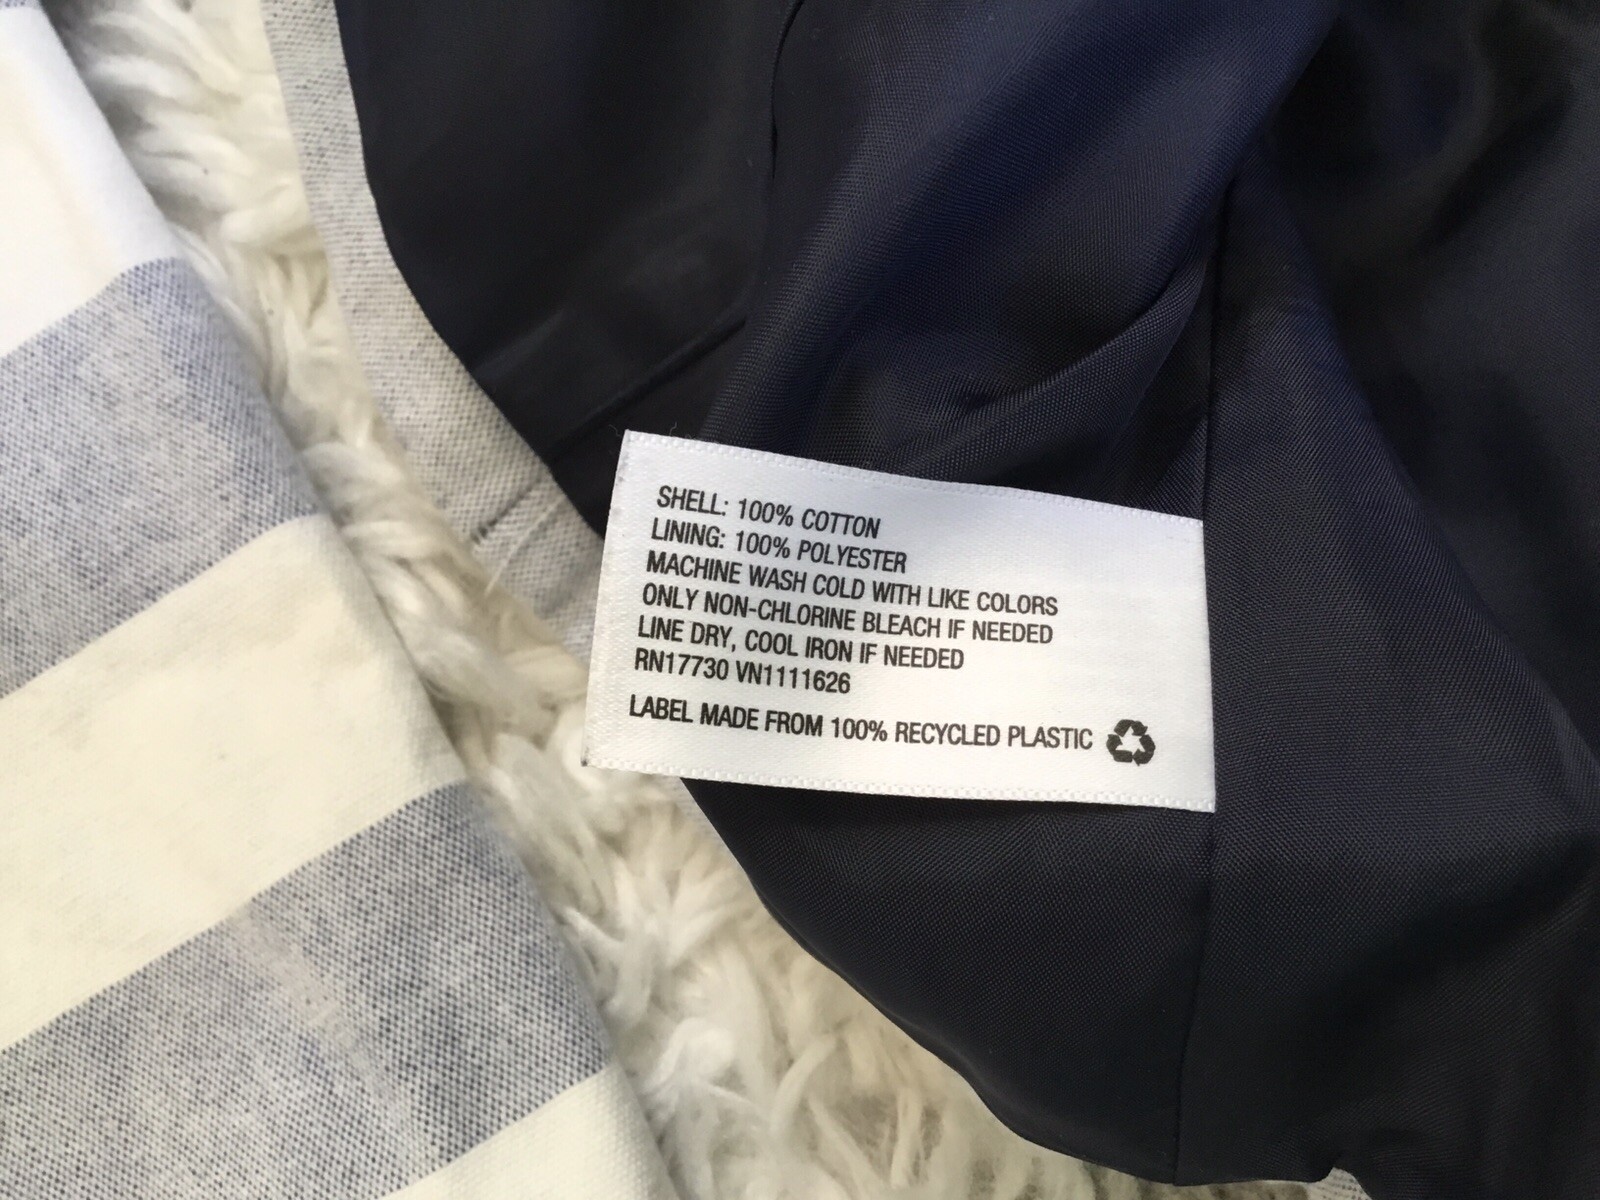 SHELL: 100% COTTON
LINING: 100% POLYESTER
MACHINE WASH COLD WITH LIKE COLORS
ONLY NON-CHLORINE BLEACH IF NEEDED
LINE DRY, COOL IRON IF NEEDED
RN17730 VN1111626
LABEL MADE FROM 100% RECYCLED PLASTIC